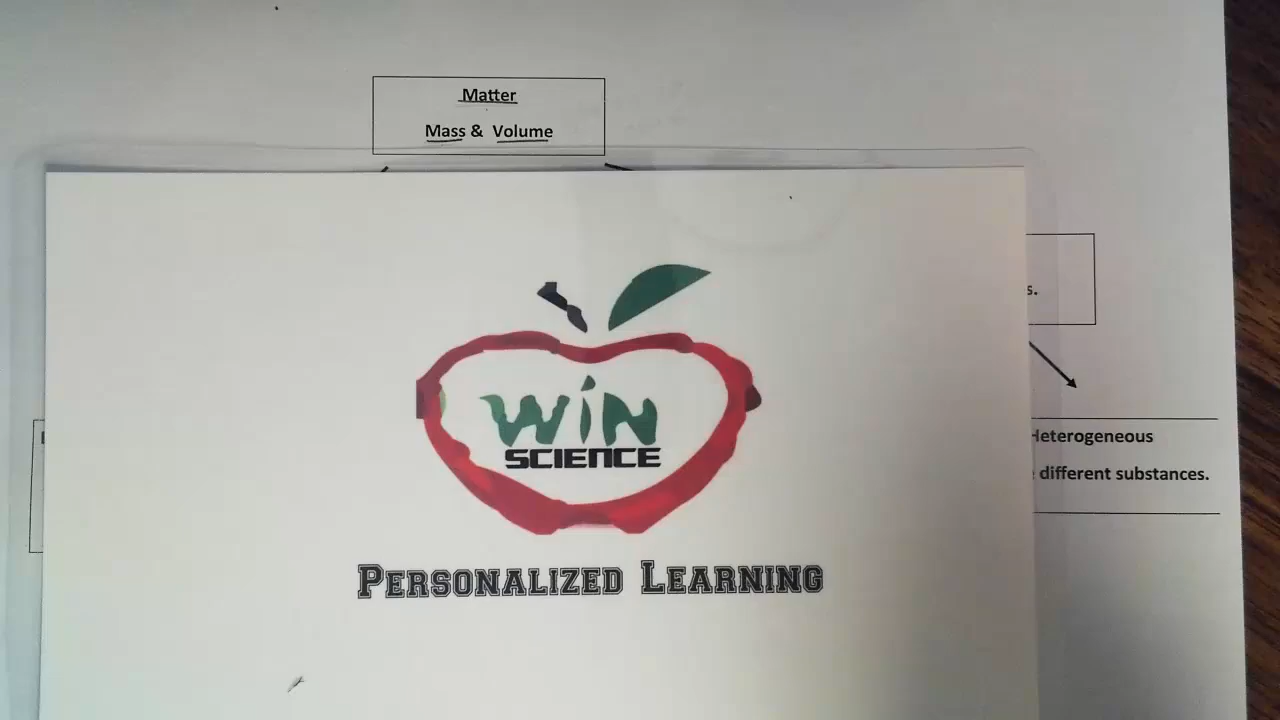 Matter
Mass & Volume
s.
Heterogeneous
different substances.
WiN
SCIENCE
PERSONALIZED LEARNING